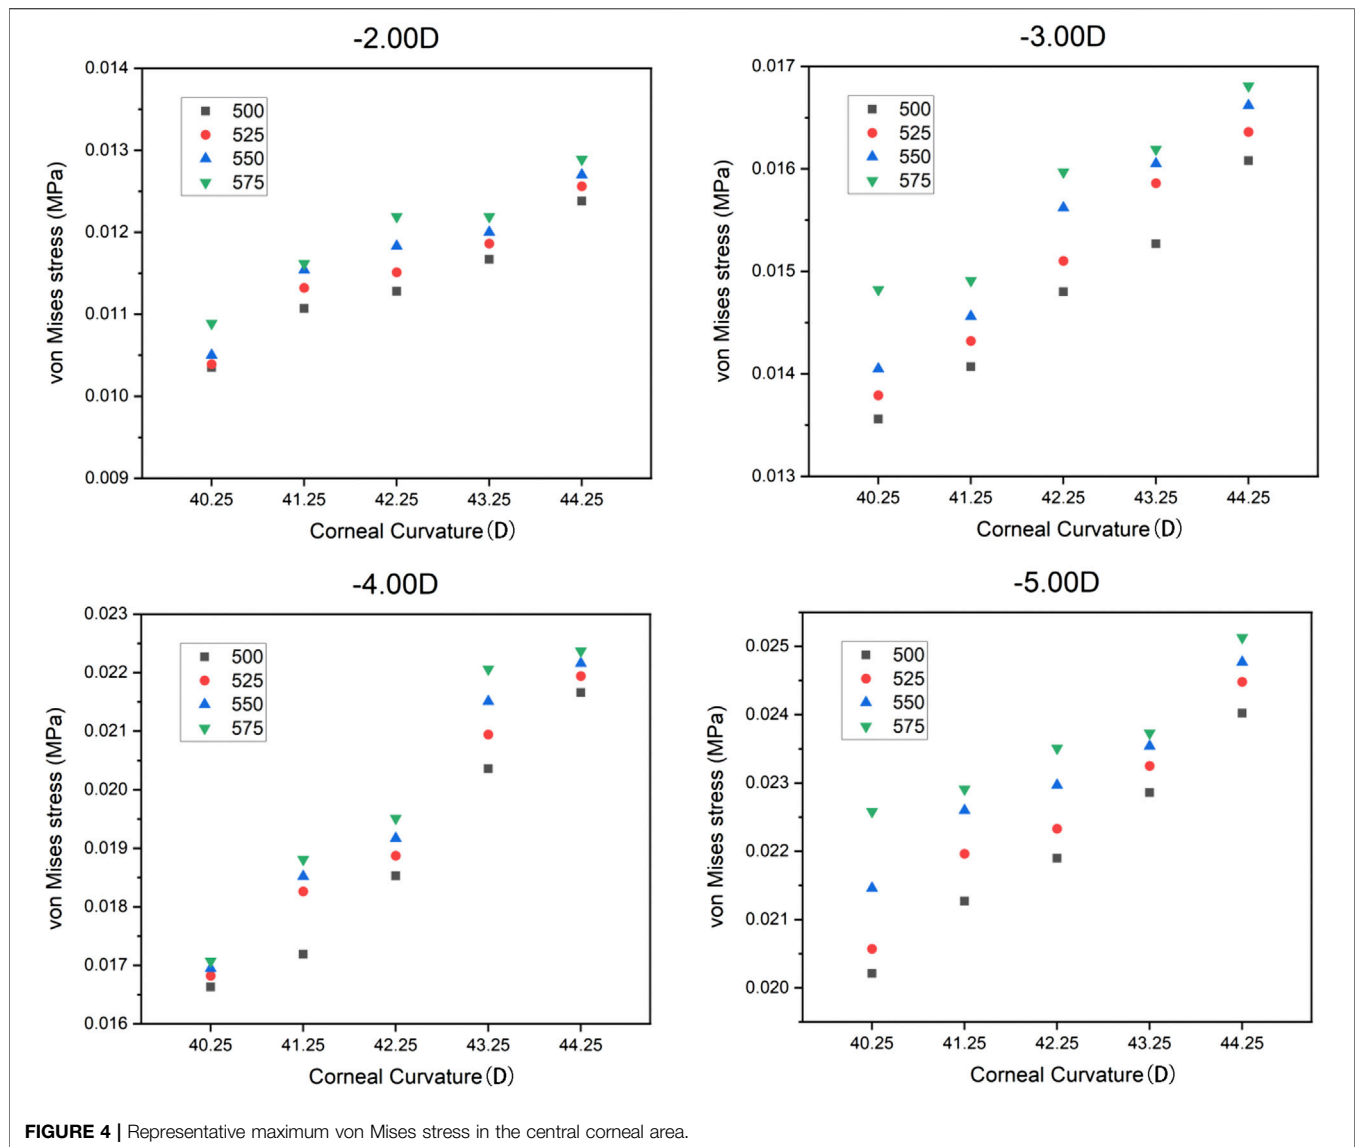 -2.00D
0.014
0.013
0.012
0.011
0.010
0.009
von Mises stress (MPa)
500
525
550
575
40.25 41.25 42.25 43.25 44.25
Corneal Curvature(D)
-3.00D
0.017
0.016
0.015
0.014
0.013
von Mises stress (MPa)
500
525
550
575
40.25 41.25 42.25 43.25 44.25
Corneal Curvature(D)
-4.00D
0.023
0.022
0.021
0.020
0.019
0.018
0.017
0.016
von Mises stress (MPa)
500
525
550
575
40.25 41.25 42.25 43.25 44.25
Corneal Curvature(D)
-5.00D
0.025
0.024
0.023
0.022
0.021
0.020
von Mises stress (MPa)
500
525
550
575
40.25 41.25 42.25 43.25 44.25
Corneal Curvature(D)
FIGURE 4 | Representative maximum von Mises stress in the central corneal area.